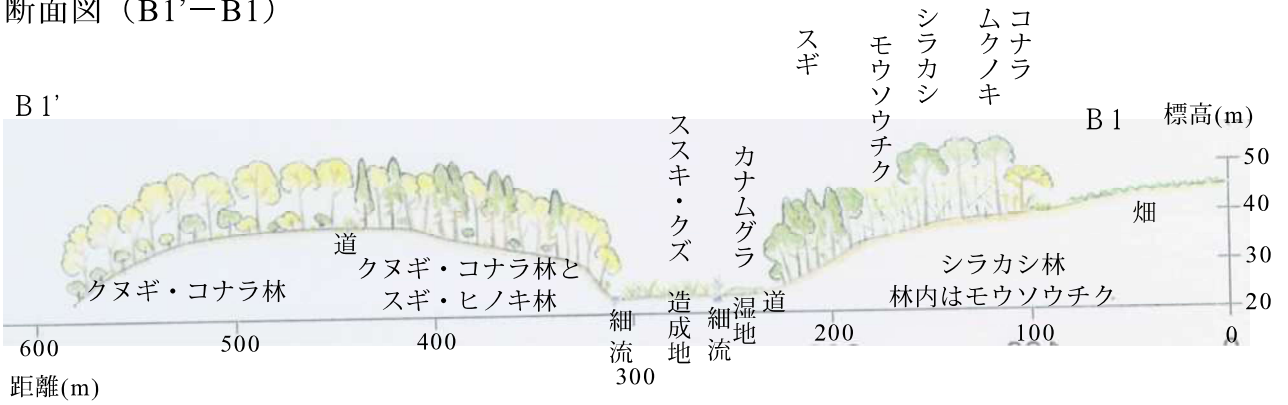 断面図（B1’－B1）
B1’
スギ
モウソウチク
シラカシ
ムクノキ
コナラ
B1
標高(m)
ススキ・クズ
カナムグラ
50
40
30
20
畑
道
クヌギ・コナラ林
クヌギ・コナラ林と
スギ・ヒノキ林
シラカシ林
林内はモウソウチク
細流
造成地
細流
湿地
道
600
500
400
300
200
100
0
距離(m)